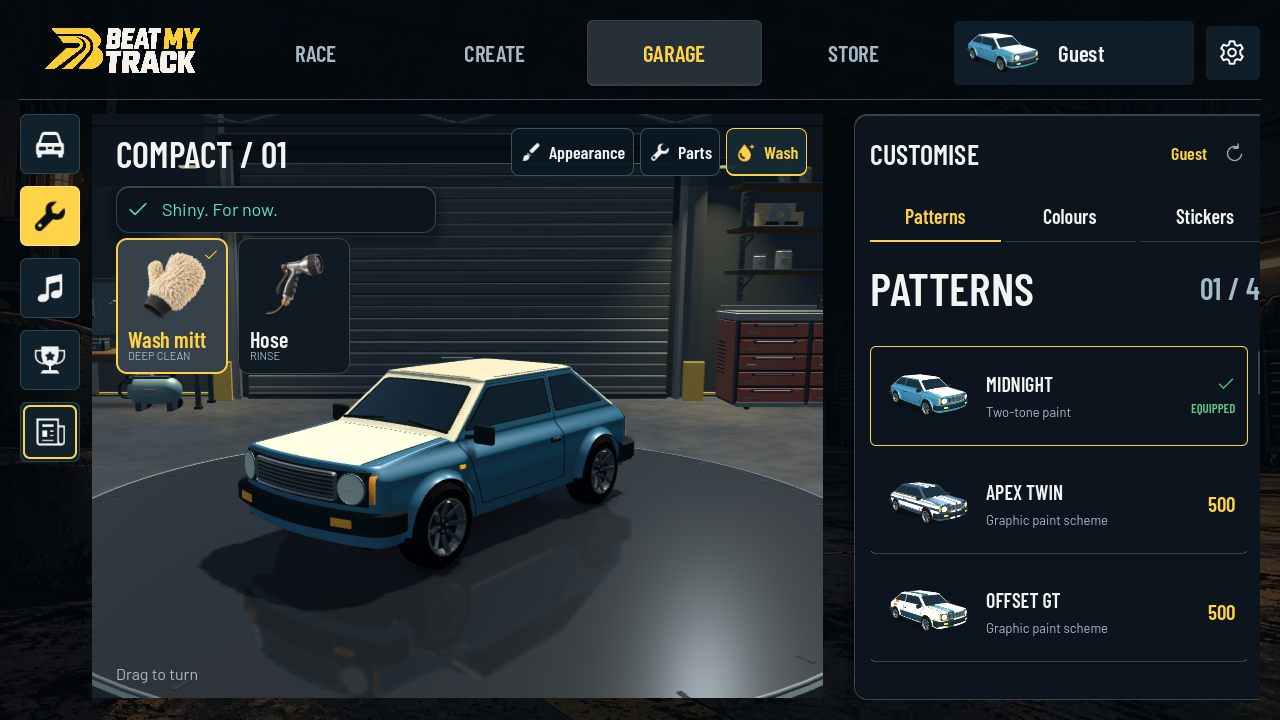 BEAT MY
TRACK
RACE
CREATE
GARAGE
STORE
Guest
COMPACT / 01
Appearance
Parts
Wash
Shiny. For now.
Wash mitt
DEEP CLEAN
Hose
RINSE
Drag to turn
CUSTOMISE
Guest
Patterns
Colours
Stickers
PATTERNS
01 / 4
MIDNIGHT
Two-tone paint
EQUIPPED
APEX TWIN
Graphic paint scheme
500
OFFSET GT
Graphic paint scheme
500